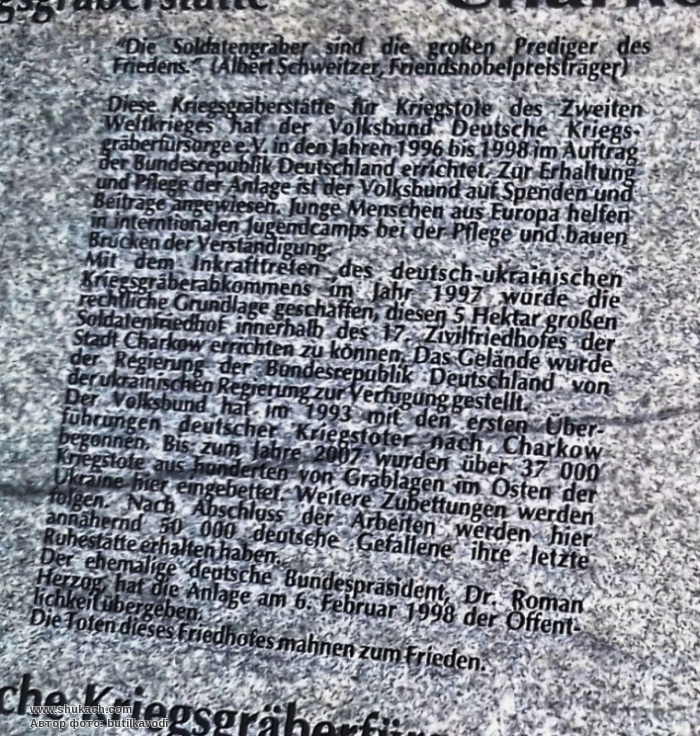 "Die Soldatengräber sind die großen Prediger des
Friedens." (Albert Schweitzer, Friendsnobelpreisträger)
Diese Kriegsgräberstätte für Kriegstote des Zweiten
Weltkrieges hat der Volksbund Deutsche Kriegs-
gräberfürsorge e.V. in den Jahren 1996 bis 1998 im Auftrag
der Bundesrepublik Deutschland errichtet. Zur Erhaltung
und Pflege der Anlage ist der Volksbund auf Spenden und
Beiträge angewiesen. Junge Menschen aus Europa helfen
in interntionalen Jugendcamps bei der Pflege und bauen
Brücken der Verständigung.
Mit dem Inkrafttreten des deutsch-ukrainischen
Kriegsgräberabkommens im Jahr 1997 wurde die
rechtliche Grundlage geschaffen, diesen 5 Hektar großen
Soldatenfriedhof innerhalb des 17. Zivilfriedhofes der
Stadt Charkow errichten zu können. Das Gelände wurde
der Regierung der Bundesrepublik Deutschland von
der ukrainischen Regierung zur Verfügung gestellt.
Der Volksbund hat im 1993 mit den ersten Über-
führungen deutscher Kriegstoter nach Charkow
begonnen. Bis zum Jahre 2007 wurden über 37 000
Kriegstote aus hunderten von Grablagen im Osten der
Ukraine hier eingebettet. Weitere Zubettungen werden
folgen. Nach Abschluss der Arbeiten werden hier
annähernd 50 000 deutsche Gefallene ihre letzte
Ruhestätte erhalten haben.
Der ehemalige deutsche Bundespräsident, Dr. Roman
Herzog, hat die Anlage am 6. Februar 1998 der Öffent-
lichkeit übergeben.
Die Toten dieses Friedhofes mahnen zum Frieden.
www.shukach.com
Автор фото: butilkavodi